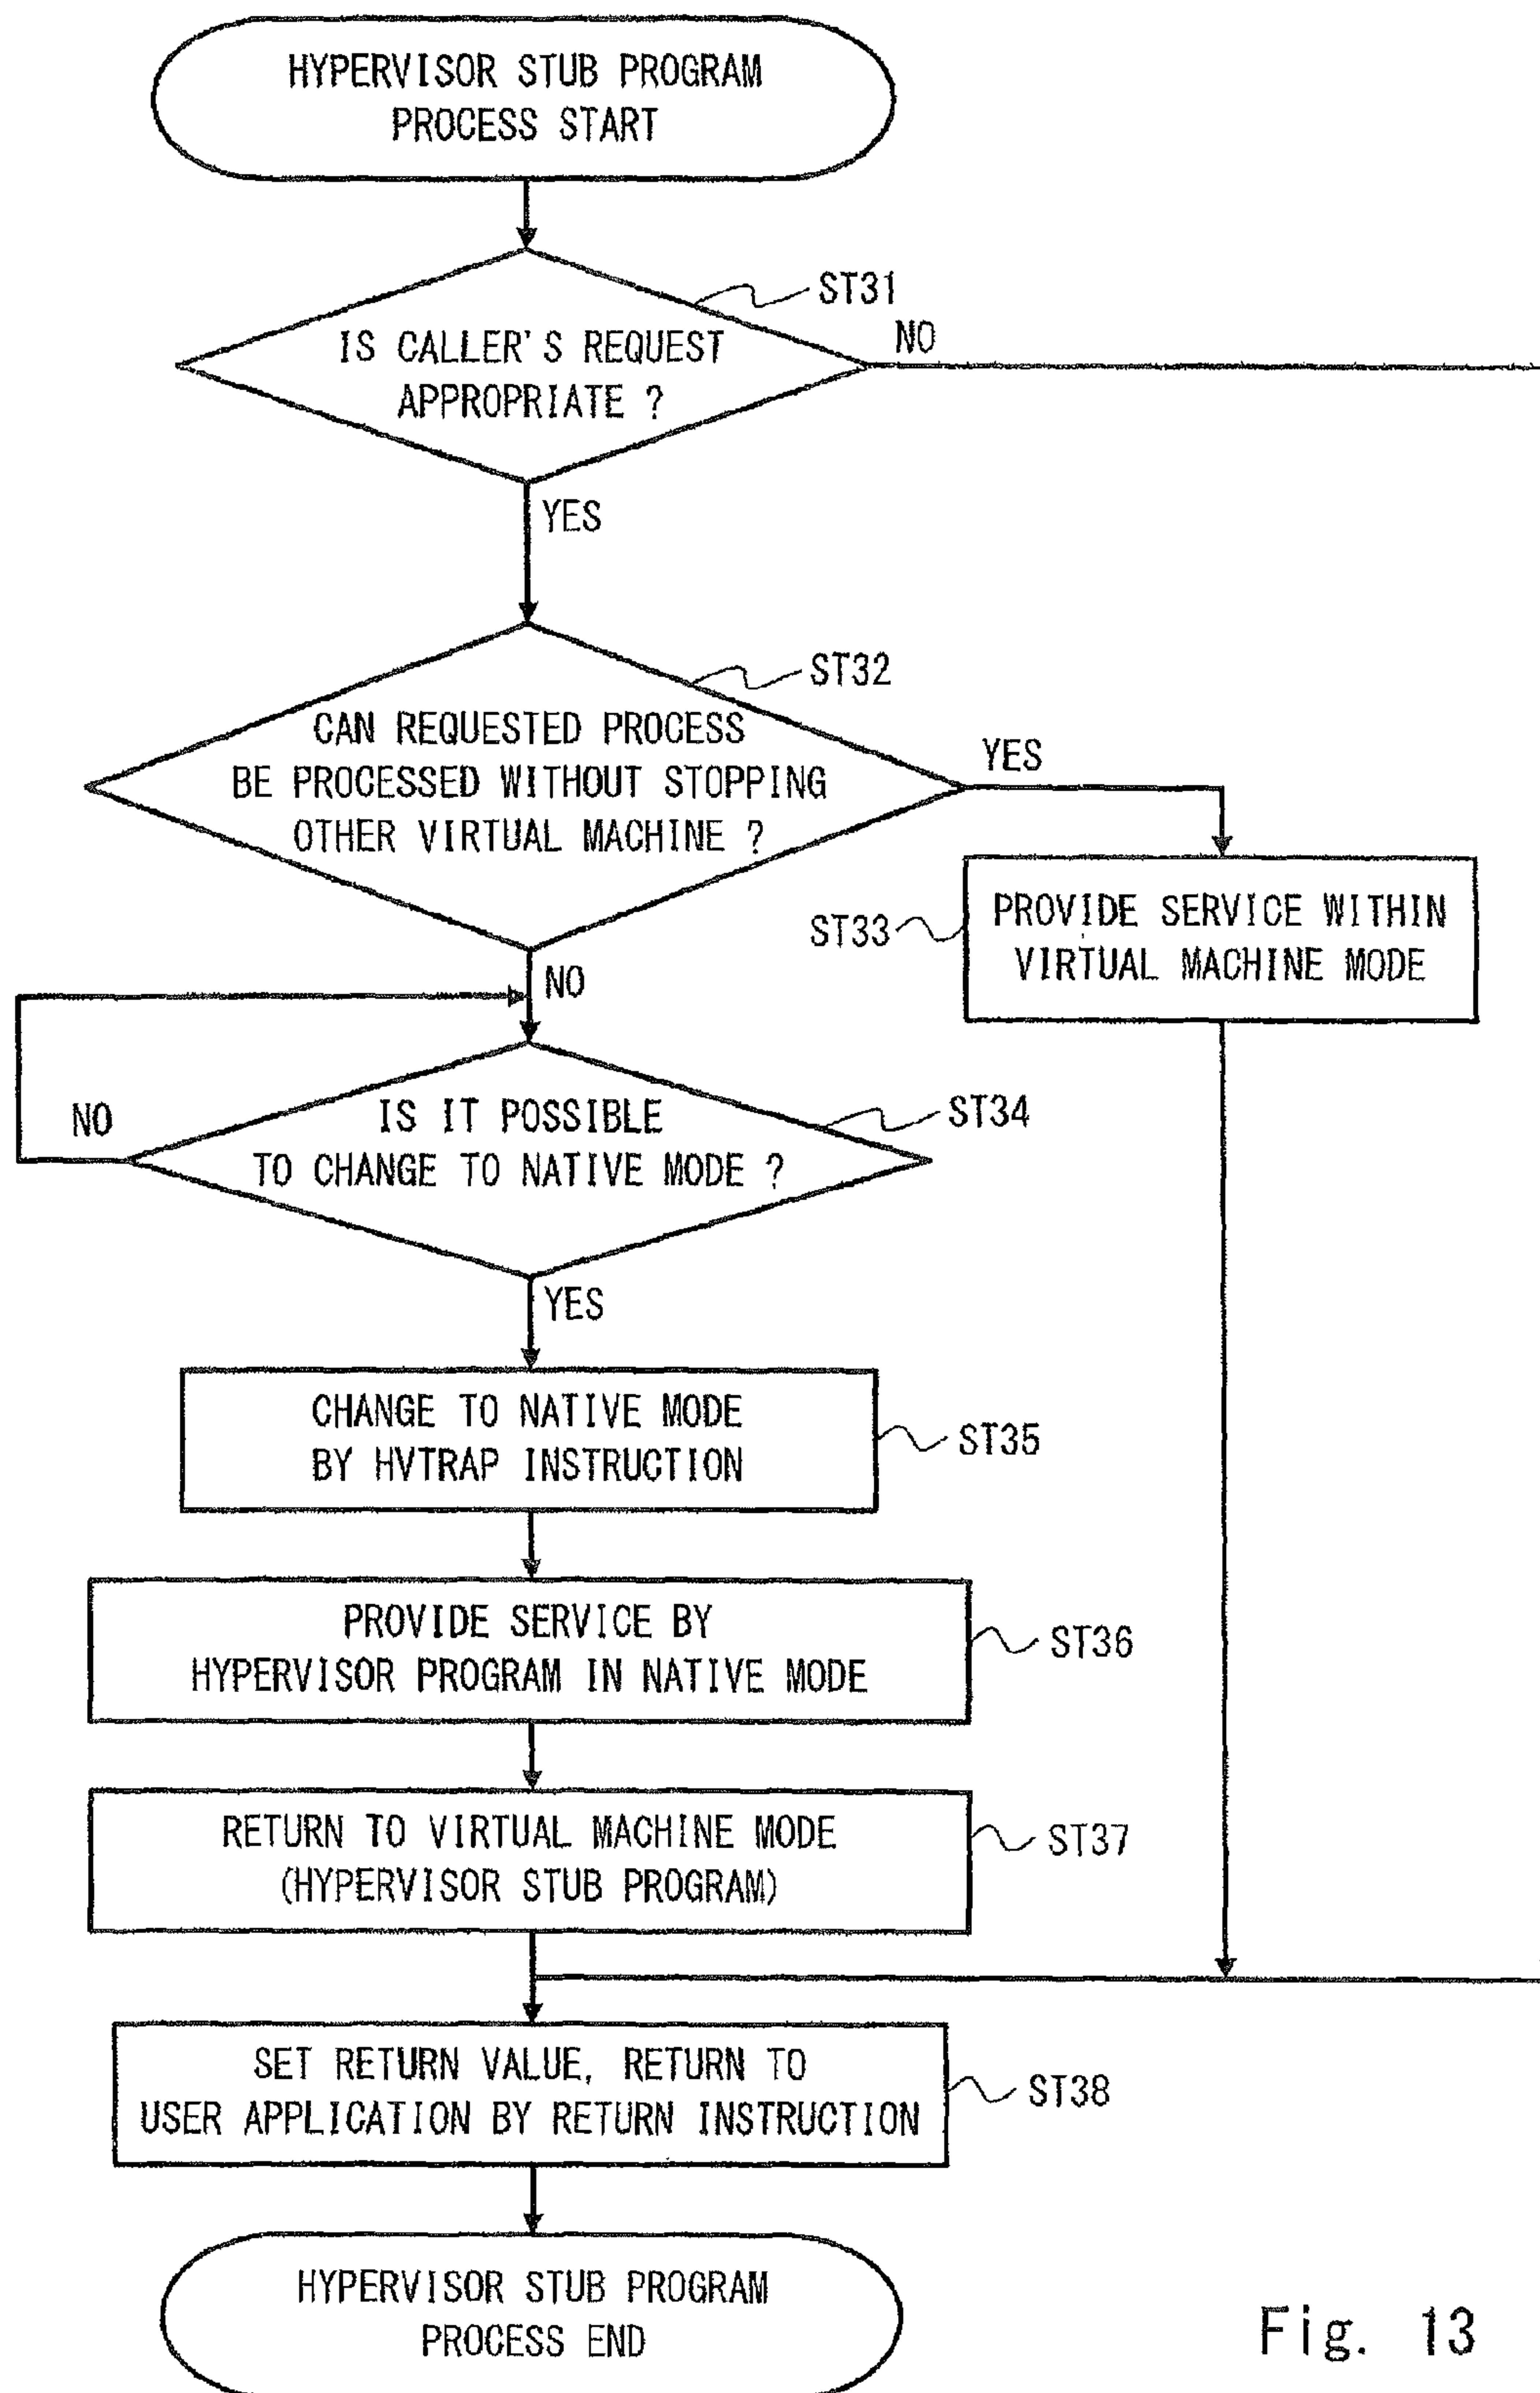 HYPERVISOR STUB PROGRAM
PROCESS START
ST31
NO
IS CALLER'S REQUEST
APPROPRIATE ?
YES
ST32
CAN REQUESTED PROCESS
BE PROCESSED WITHOUT STOPPING
OTHER VIRTUAL MACHINE ?
YES
ST33
PROVIDE SERVICE WITHIN
VIRTUAL MACHINE MODE
NO
NO
IS IT POSSIBLE
TO CHANGE TO NATIVE MODE ?
ST34
YES
CHANGE TO NATIVE MODE
BY HVTRAP INSTRUCTION
ST35
PROVIDE SERVICE BY
HYPERVISOR PROGRAM IN NATIVE MODE
ST36
RETURN TO VIRTUAL MACHINE MODE
(HYPERVISOR STUB PROGRAM)
ST37
SET RETURN VALUE, RETURN TO
USER APPLICATION BY RETURN INSTRUCTION
ST38
HYPERVISOR STUB PROGRAM
PROCESS END
Fig. 13